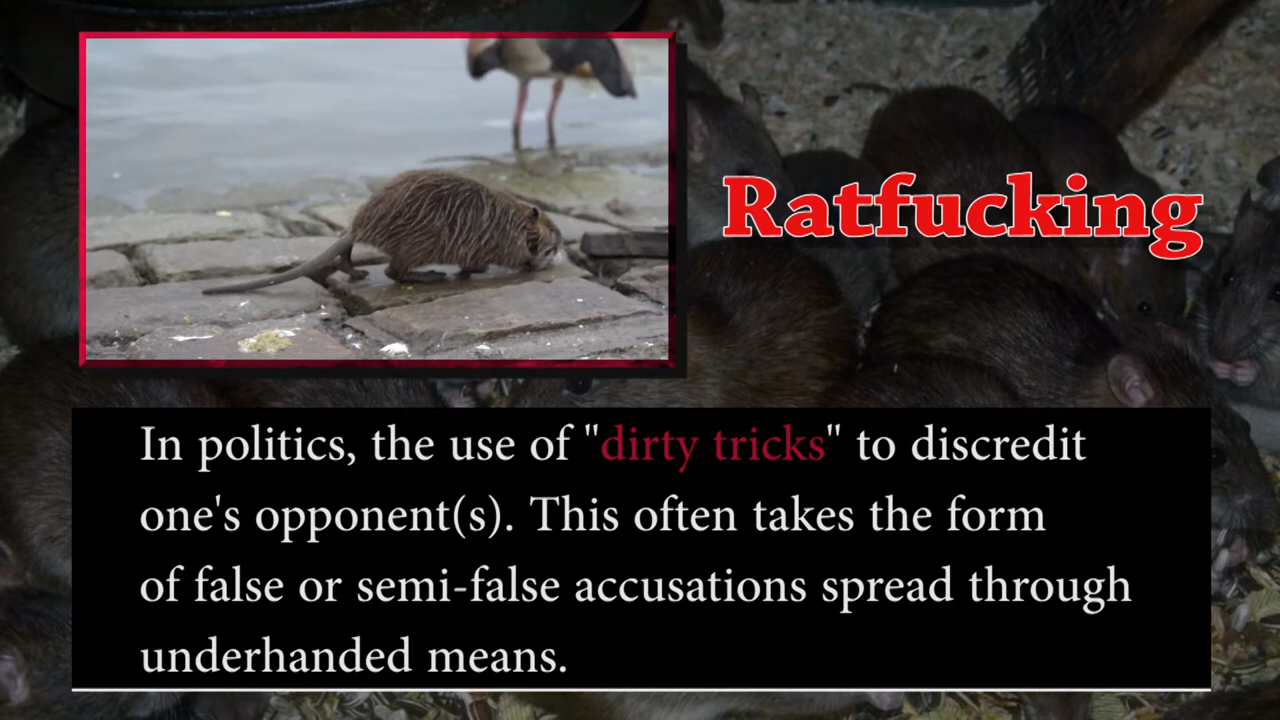 Ratfucking
In politics, the use of "dirty tricks" to discredit
one's opponent(s). This often takes the form
of false or semi-false accusations spread through
underhanded means.